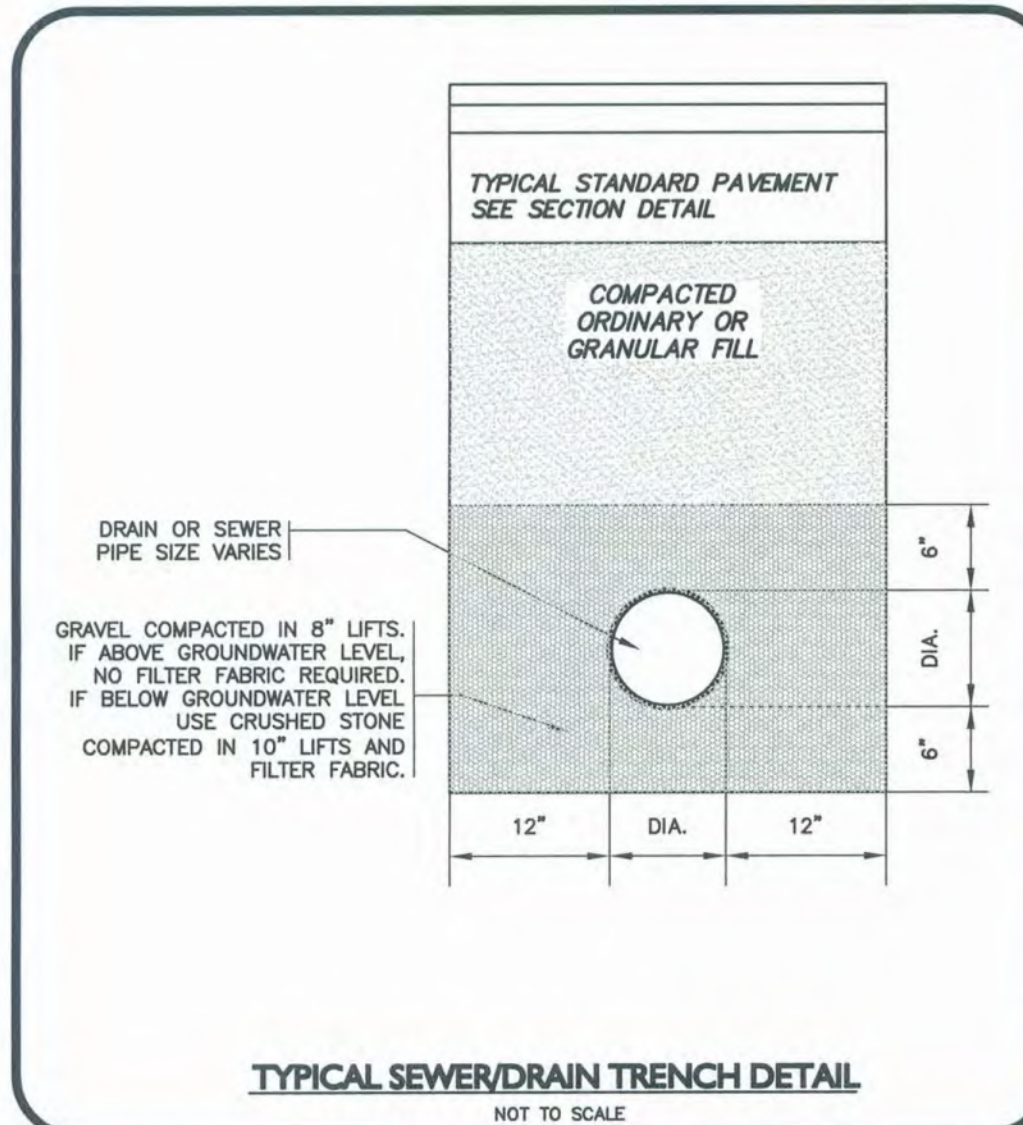 TYPICAL STANDARD PAVEMENT
SEE SECTION DETAIL
COMPACTED
ORDINARY OR
GRANULAR FILL
DRAIN OR SEWER
PIPE SIZE VARIES
GRAVEL COMPACTED IN 8" LIFTS.
IF ABOVE GROUNDWATER LEVEL,
NO FILTER FABRIC REQUIRED.
IF BELOW GROUNDWATER LEVEL
USE CRUSHED STONE
COMPACTED IN 10" LIFTS AND
FILTER FABRIC.
6"
DIA.
6"
12"
DIA.
12"
TYPICAL SEWER/DRAIN TRENCH DETAIL
NOT TO SCALE